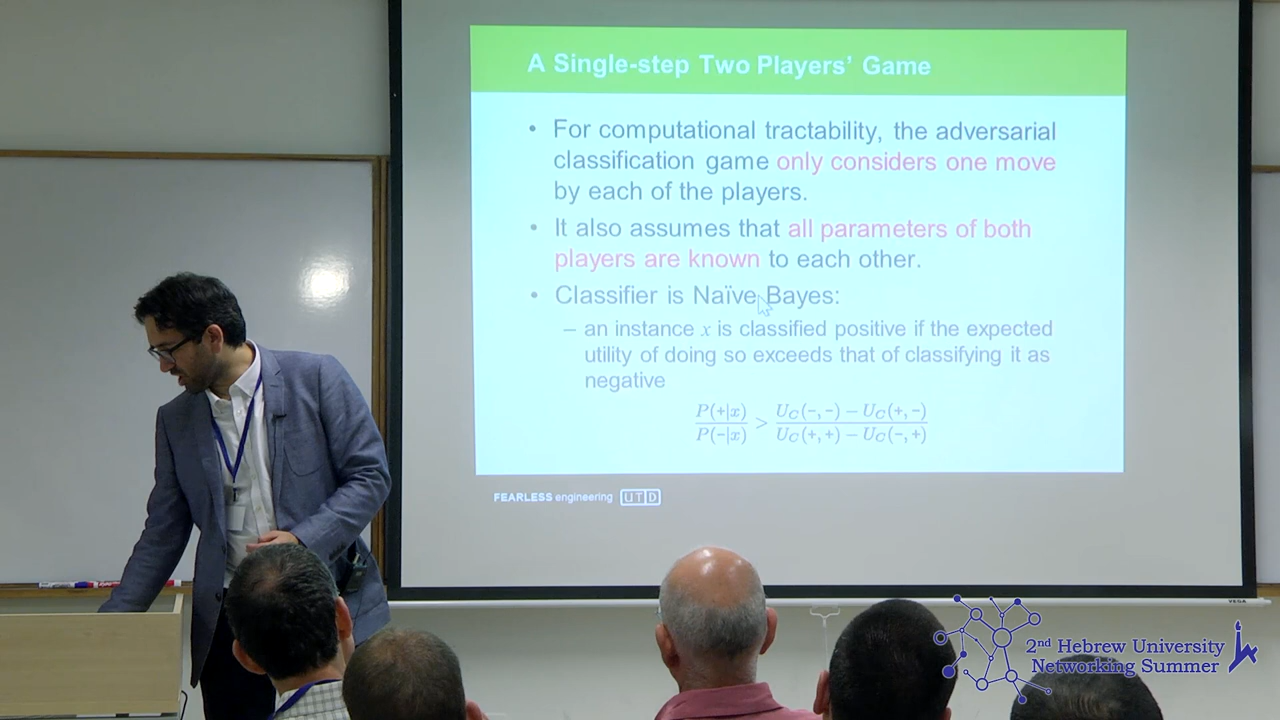 A Single-step Two Players' Game
• For computational tractability, the adversarial
classification game only considers one move
by each of the players.
• It also assumes that all parameters of both
players are known to each other.
• Classifier is Naïve Bayes:
– an instance x is classified positive if the expected
utility of doing so exceeds that of classifying it as
negative
P(+|x) / P(−|x) > U_C(−,−) − U_C(+,−) / U_C(+,+) − U_C(−,+)
FEARLESS engineering UTD
VEGA
2nd Hebrew University
Networking Summer